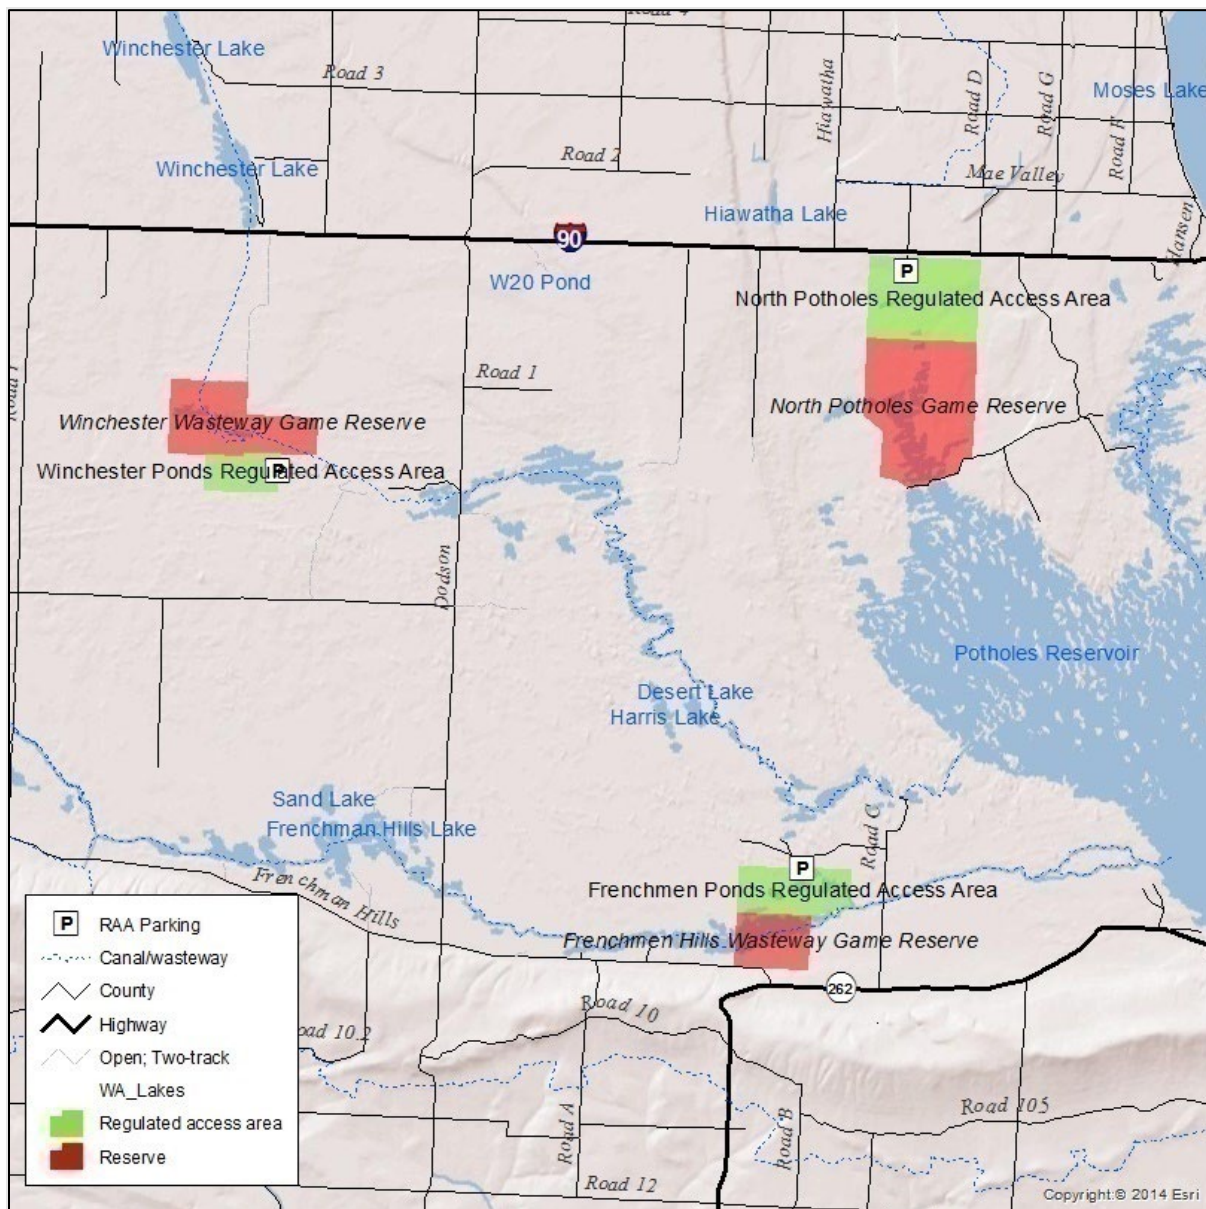 Road 4
Winchester Lake
Road 3
Hiawatha
Road D
Road G
Moses Lake
Road F
Road 2
Winchester Lake
Mae Valley
Hiawatha Lake
Hansen
90
P
W20 Pond
North Potholes Regulated Access Area
Road 1
Road 1
North Potholes Game Reserve
Winchester Wasteway Game Reserve
P
Winchester Ponds Regulated Access Area
Dodson
Potholes Reservoir
Desert Lake
Harris Lake
Sand Lake
Frenchman Hills Lake
Road C
P
Frenchman Hills
Frenchmen Ponds Regulated Access Area
Frenchmen Hills Wasteway Game Reserve
262
Road 10
oad 10.2
Road A
Road B
Road 105
Road 12
P RAA Parking
Canal/wasteway
County
Highway
Open; Two-track
WA_Lakes
Regulated access area
Reserve
Copyright:© 2014 Esri